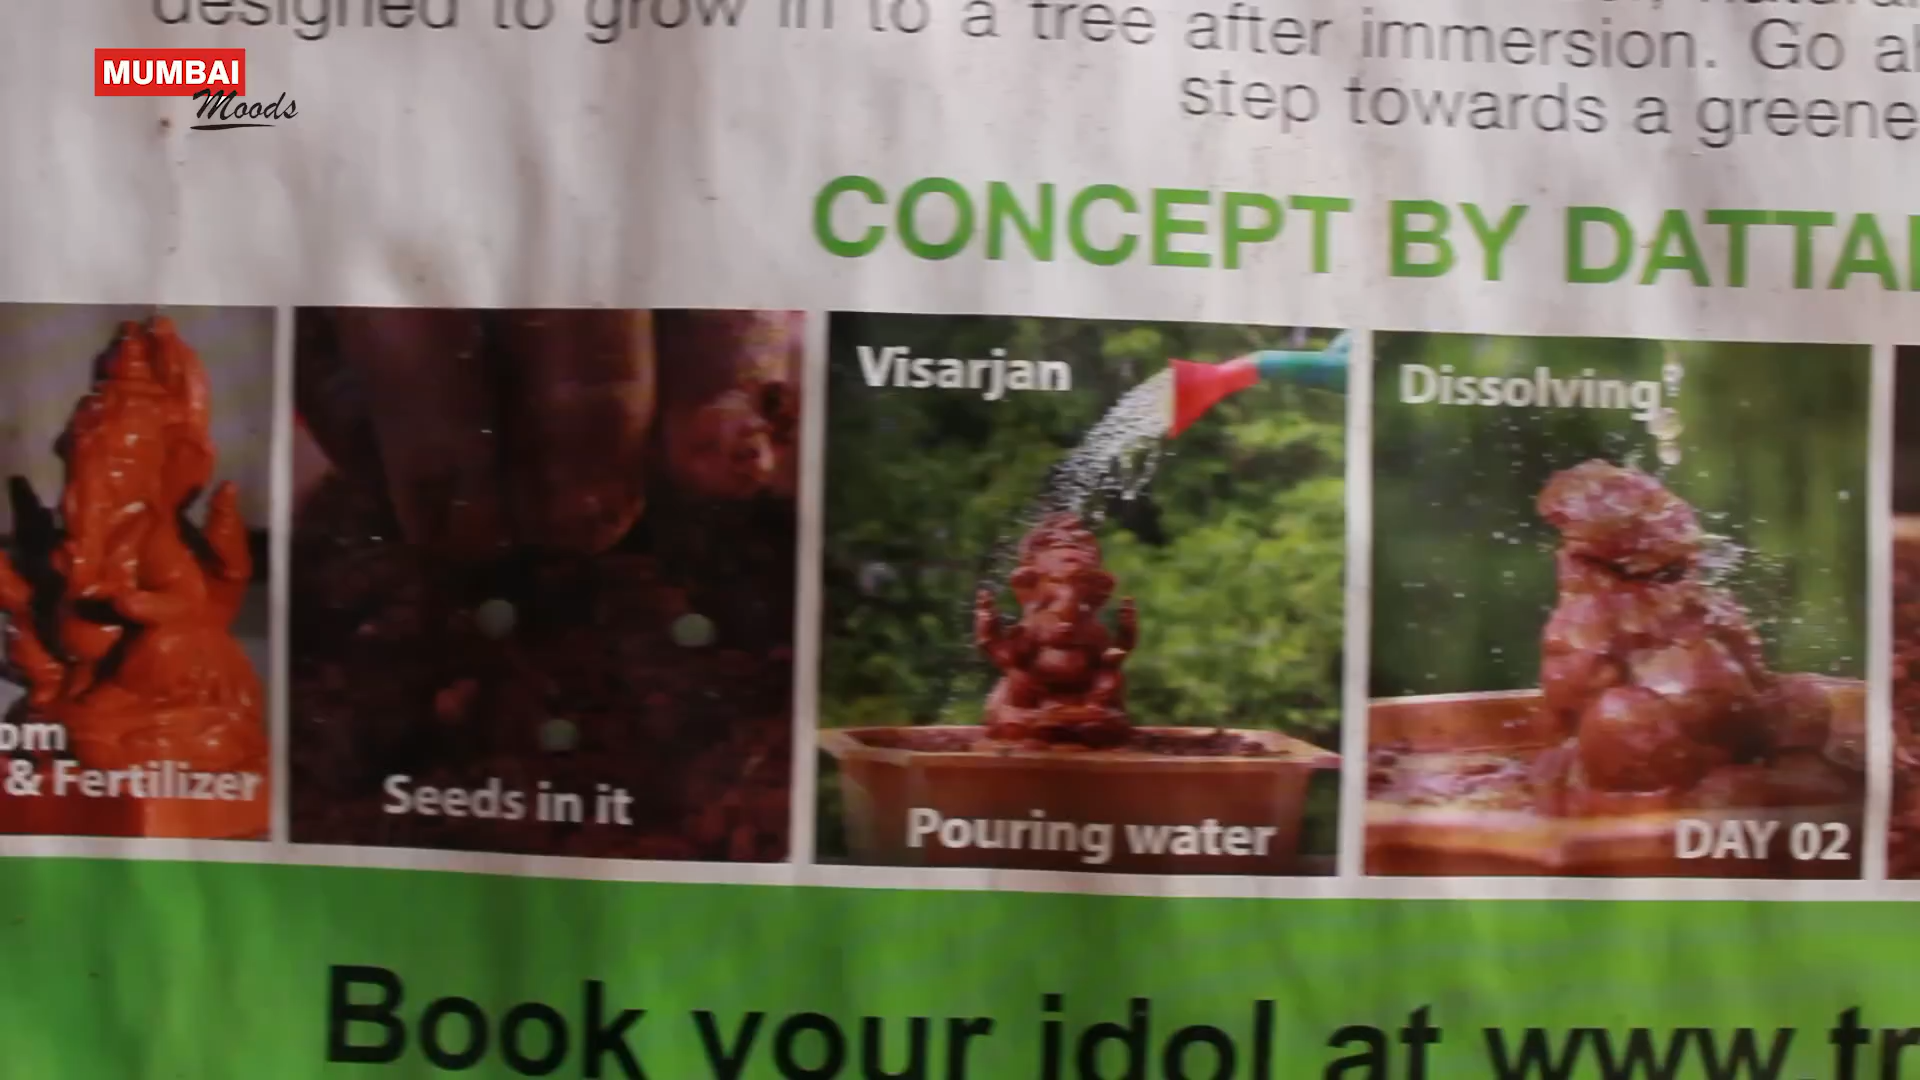 designed to grow in to a tree after immersion. Go
step towards a greene
MUMBAI
Moods
CONCEPT BY DATTA
Visarjan
Dissolving
& Fertilizer
Seeds in it
Pouring water
DAY 02
Book your idol at www